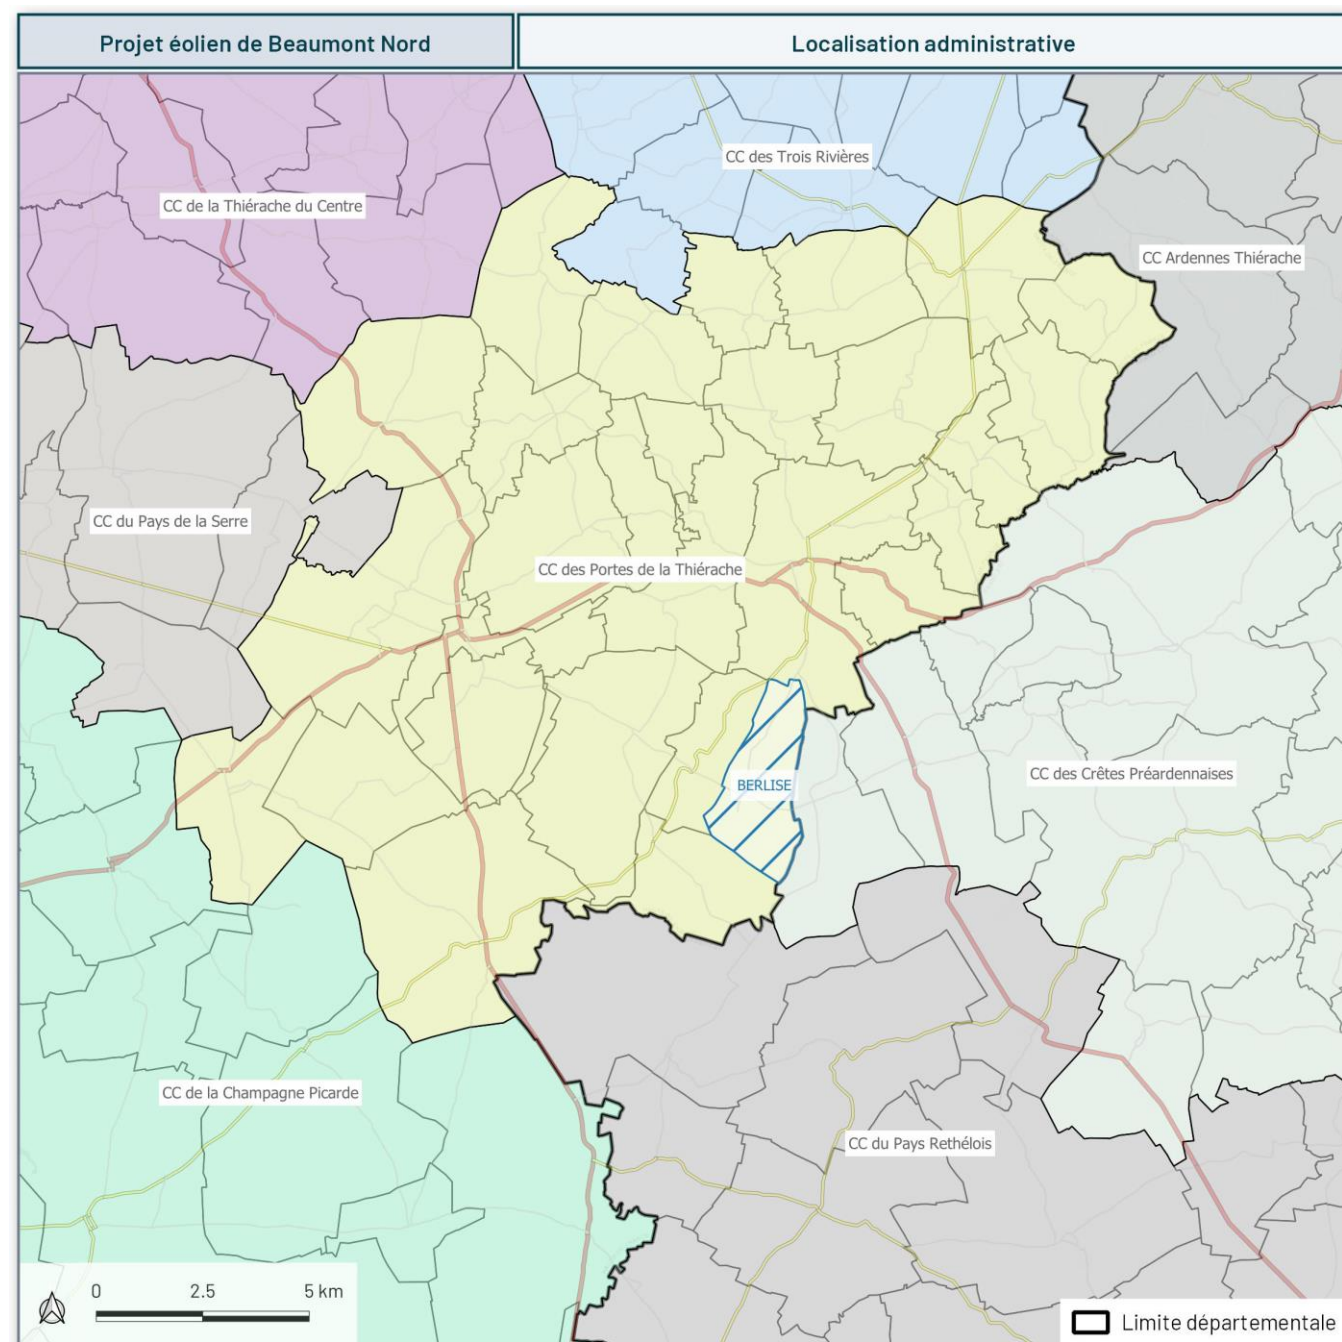 Projet éolien de Beaumont Nord
Localisation administrative
CC des Trois Rivières
CC de la Thiérache du Centre
CC Ardennes Thiérache
CC du Pays de la Serre
CC des Portes de la Thiérache
CC des Crêtes Préardennaises
BERLISE
CC de la Champagne Picarde
CC du Pays Rethélois
0 2.5 5 km
Limite départementale